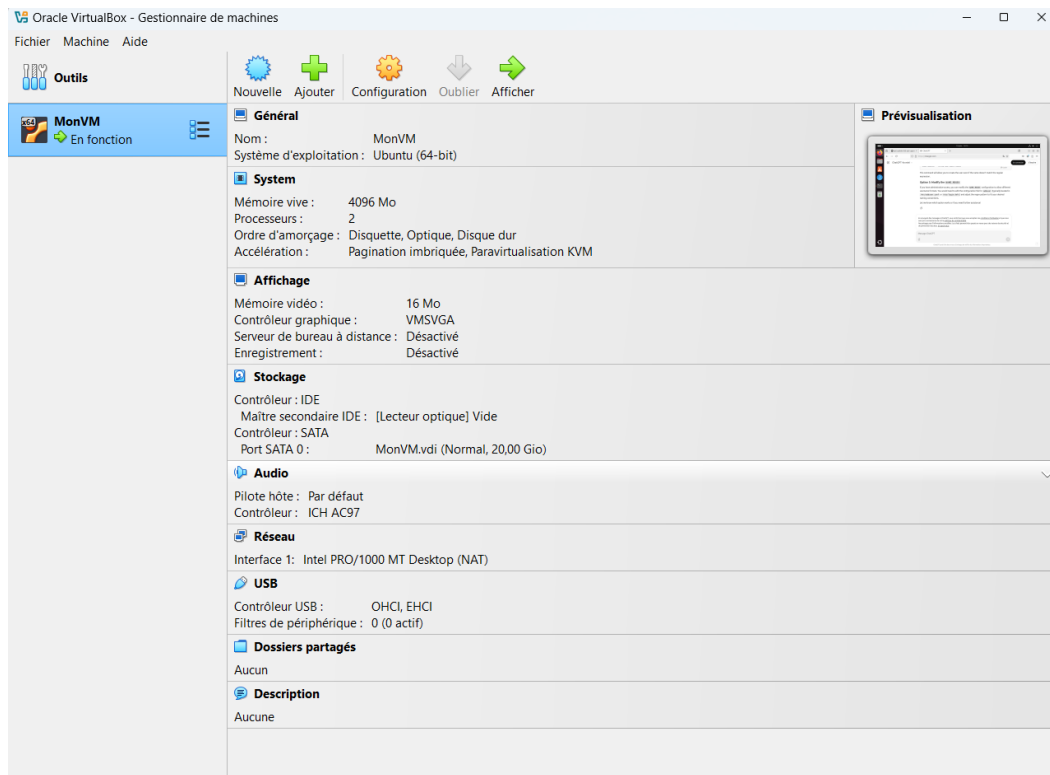 Oracle VirtualBox - Gestionnaire de machines
Fichier Machine Aide
Outils
Nouvelle Ajouter Configuration Oublier Afficher
x64
MonVM
En fonction
Général
Nom : MonVM
Système d'exploitation : Ubuntu (64-bit)
Prévisualisation
System
Mémoire vive : 4096 Mo
Processeurs : 2
Ordre d'amorçage : Disquette, Optique, Disque dur
Accélération : Pagination imbriquée, Paravirtualisation KVM
Affichage
Mémoire vidéo : 16 Mo
Contrôleur graphique : VMSVGA
Serveur de bureau à distance : Désactivé
Enregistrement : Désactivé
Stockage
Contrôleur : IDE
Maître secondaire IDE : [Lecteur optique] Vide
Contrôleur : SATA
Port SATA 0 : MonVM.vdi (Normal, 20,00 Gio)
Audio
Pilote hôte : Par défaut
Contrôleur : ICH AC97
Réseau
Interface 1: Intel PRO/1000 MT Desktop (NAT)
USB
Contrôleur USB : OHCI, EHCI
Filtres de périphérique : 0 (0 actif)
Dossiers partagés
Aucun
Description
Aucune